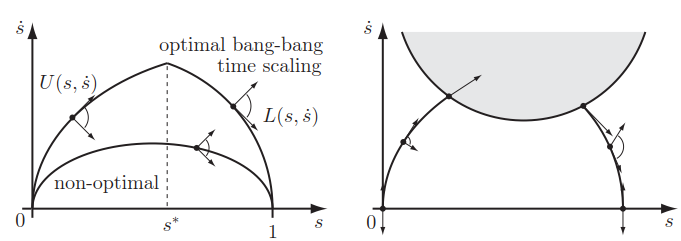 ṡ
optimal bang-bang
time scaling
U(s, ṡ)
L(s, ṡ)
non-optimal
0
s*
1
s
ṡ
0
s